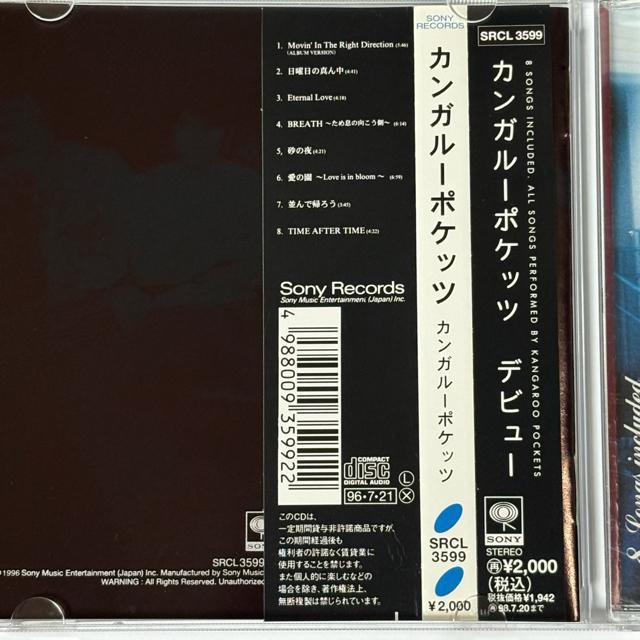 1. Movin' In The Right Direction (5:46)
(ALBUM VERSION)
2. 日曜日の真ん中 (4:41)
3. Eternal Love (4:18)
4. BREATH 〜ため息の向こう側〜 (6:14)
5. 砂の夜 (4:21)
6. 愛の園 〜Love is in bloom〜 (6:59)
7. 並んで帰ろう (3:45)
8. TIME AFTER TIME (4:22)
Sony Records
Sony Music Entertainment (Japan) Inc.
4 988009 359922
COMPACT
disc
DIGITAL AUDIO
96・7・21
L
X
このCDは、
一定期間貸与非許諾商品ですが、
この期間経過後も
権利者の許諾なく賃貸業に
使用することを禁じます。
また個人的に楽しむなどの
場合を除き、著作権法上、
無断複製は禁じられています。
SONY
RECORDS
カンガルーポケッツ
カンガルーポケッツ
SRCL
3599
¥2,000
SRCL 3599
カンガルーポケッツ デビュー
8 SONGS INCLUDED, ALL SONGS PERFORMED BY KANGAROO POCKETS
SONY
STEREO
再¥2,000
(税込)
税抜価格¥1,942
98.7.20まで
SONY
SRCL 3599
©1996 Sony Music Entertainment (Japan) Inc. Manufactured by Sony Music
WARNING : All Rights Reserved. Unauthorized
8 Songs included